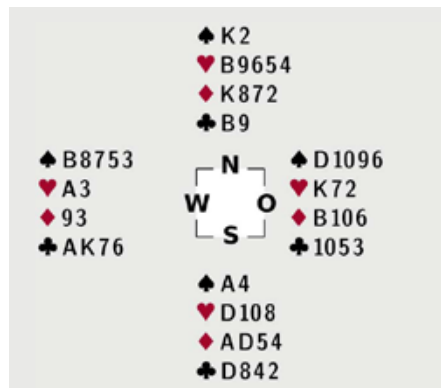 ♠ K2
♥ B9654
♦ K872
♣ B9
♠ B8753
♥ A3
♦ 93
♣ AK76
N
W O
S
♠ D1096
♥ K72
♦ B106
♣ 1053
♠ A4
♥ D108
♦ AD54
♣ D842